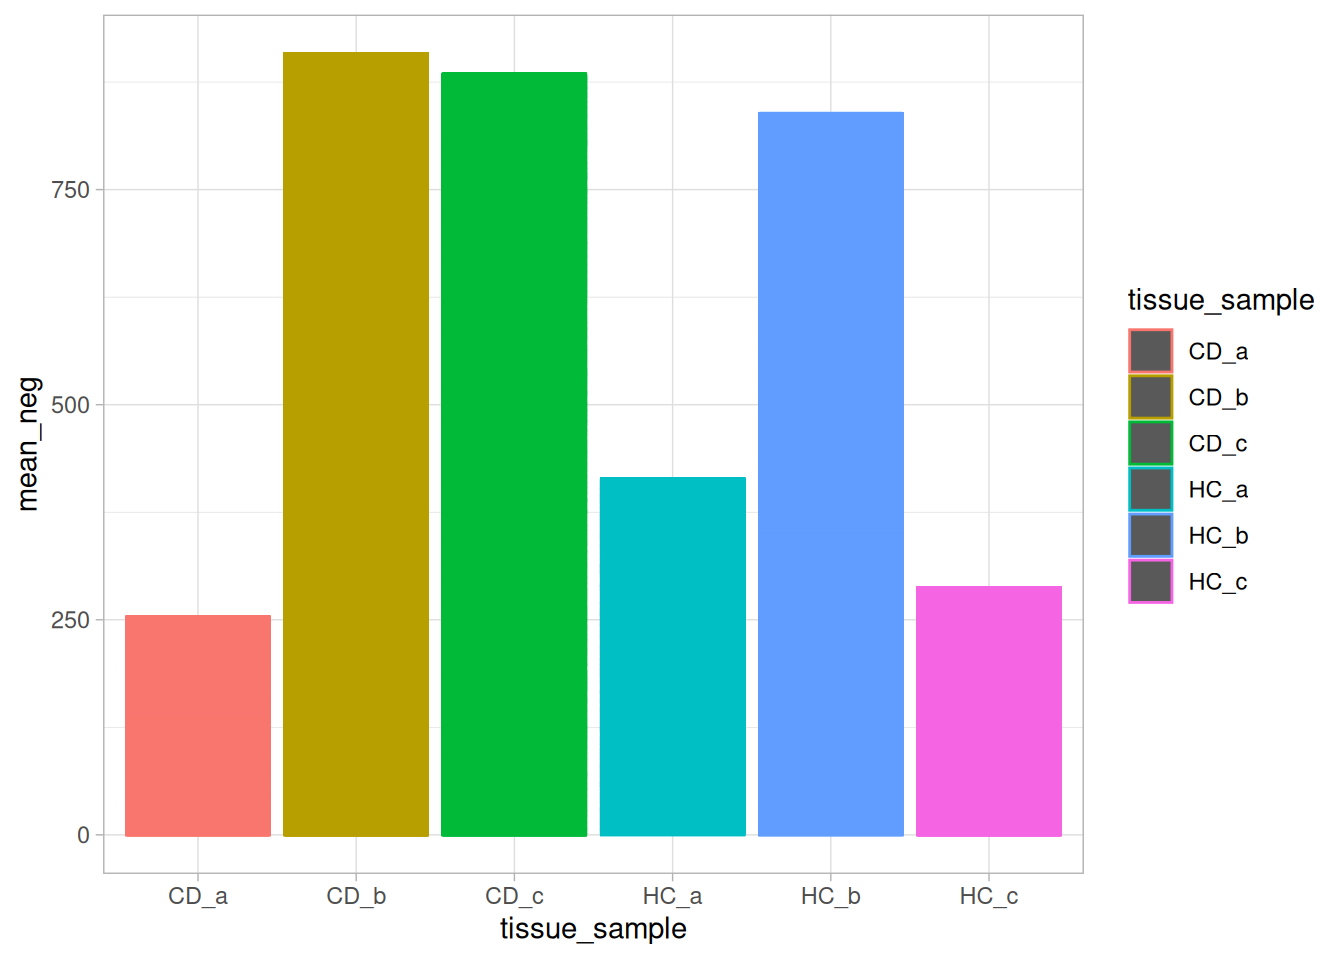 mean_neg
750
500
250
0
CD_a
CD_b
CD_c
HC_a
HC_b
HC_c
tissue_sample
tissue_sample
CD_a
CD_b
CD_c
HC_a
HC_b
HC_c